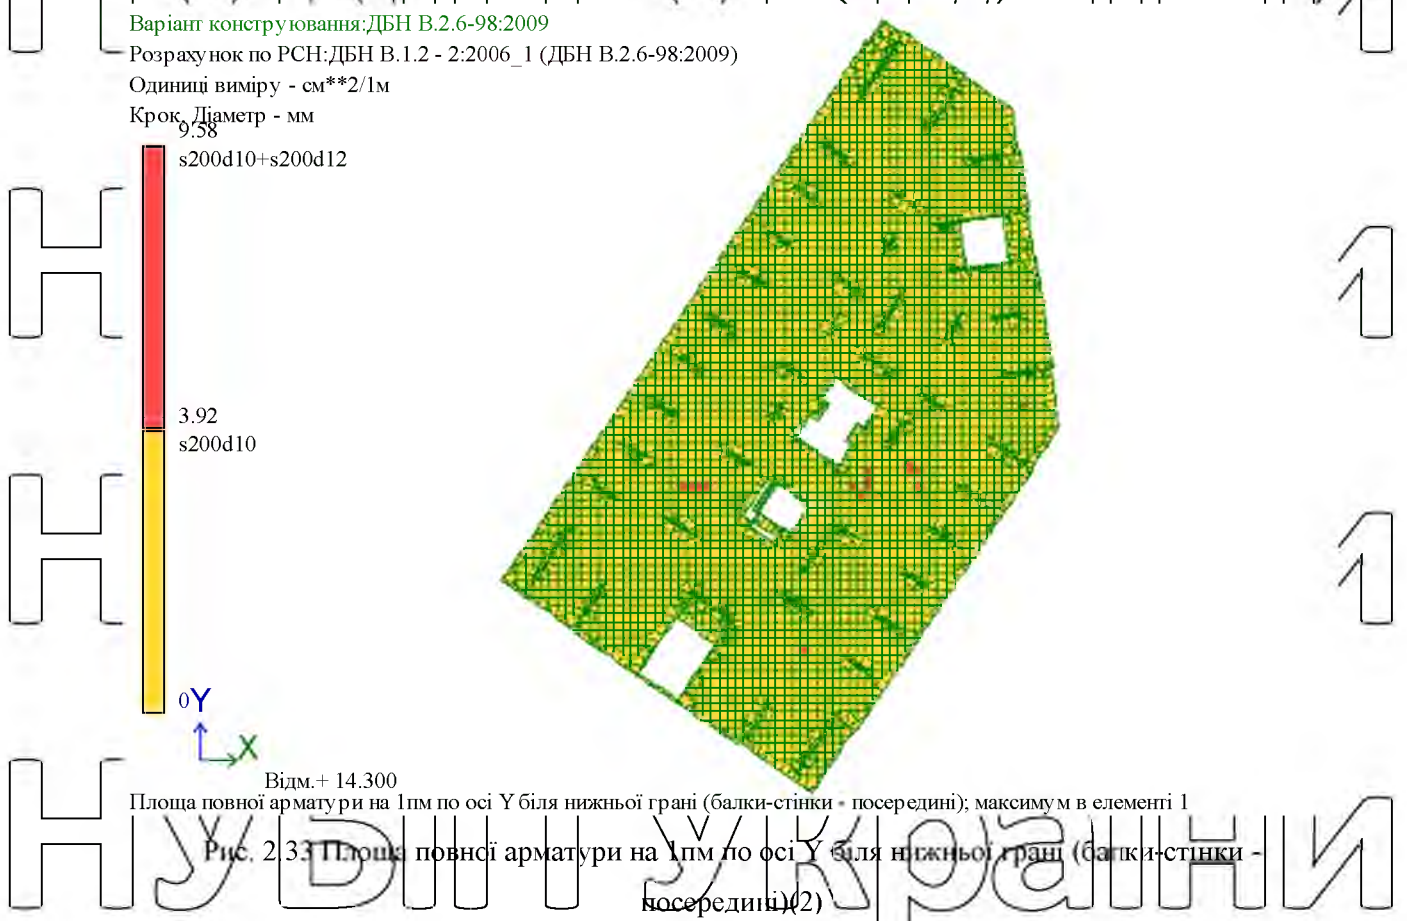 Варіант конструювання:ДБН В.2.6-98:2009
Розрахунок по РСН:ДБН В.1.2 - 2:2006_1 (ДБН В.2.6-98:2009)
Одиниці виміру - см**2/1м
Крок, Діаметр - мм
9.58
s200d10+s200d12
3.92
s200d10
0
Y
X
Відм.+ 14.300
Площа повної арматури на 1пм по осі Y біля нижньої грані (балки-стінки - посередині); максимум в елементі 1
Рис. 2.33 Площа повної арматури на 1пм по осі Y біля нижньої грані (балки-стінки -
посередині)(2)
НУБІП України